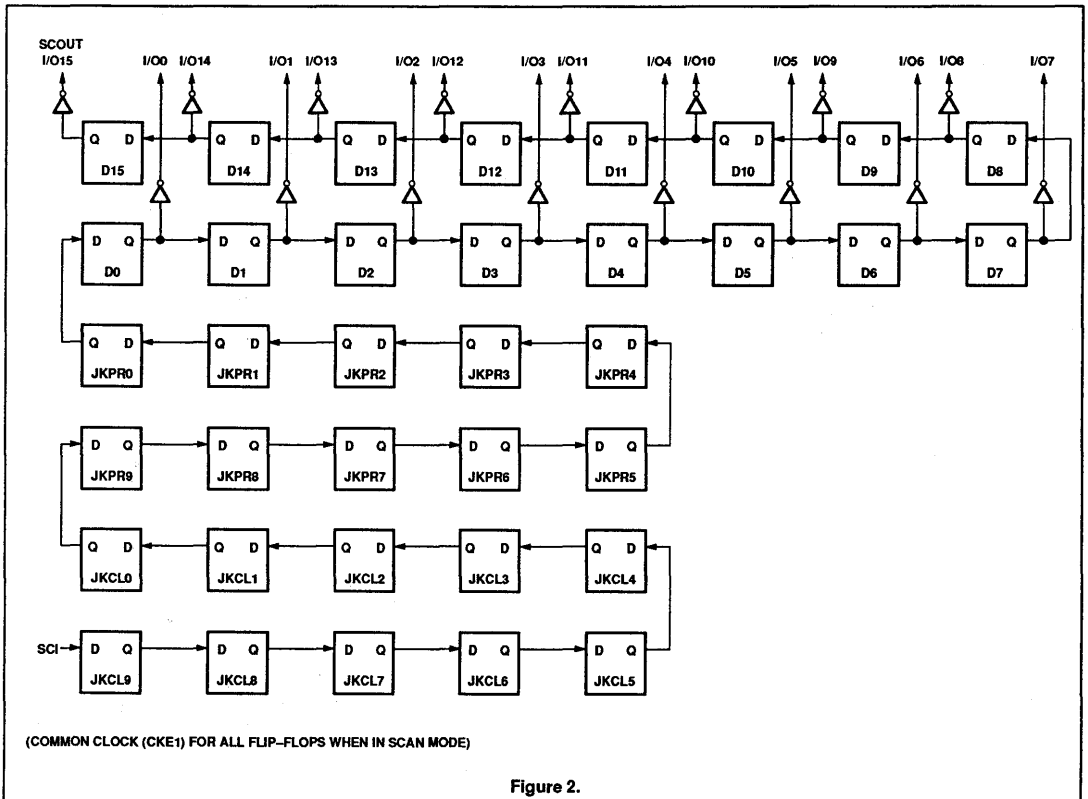 SCOUT
I/O15 I/O0 I/O14 I/O1 I/O13 I/O2 I/O12 I/O3 I/O11 I/O4 I/O10 I/O5 I/O9 I/O6 I/O8 I/O7
Q D Q D Q D Q D Q D Q D Q D Q D
D15 D14 D13 D12 D11 D10 D9 D8
D Q D Q D Q D Q D Q D Q D Q D Q
D0 D1 D2 D3 D4 D5 D6 D7
Q D Q D Q D Q D Q D
JKPR0 JKPR1 JKPR2 JKPR3 JKPR4
D Q D Q D Q D Q D Q
JKPR9 JKPR8 JKPR7 JKPR6 JKPR5
Q D Q D Q D Q D Q D
JKCL0 JKCL1 JKCL2 JKCL3 JKCL4
SCI D Q D Q D Q D Q D Q
JKCL9 JKCL8 JKCL7 JKCL6 JKCL5
(COMMON CLOCK (CKE1) FOR ALL FLIP–FLOPS WHEN IN SCAN MODE)
Figure 2.